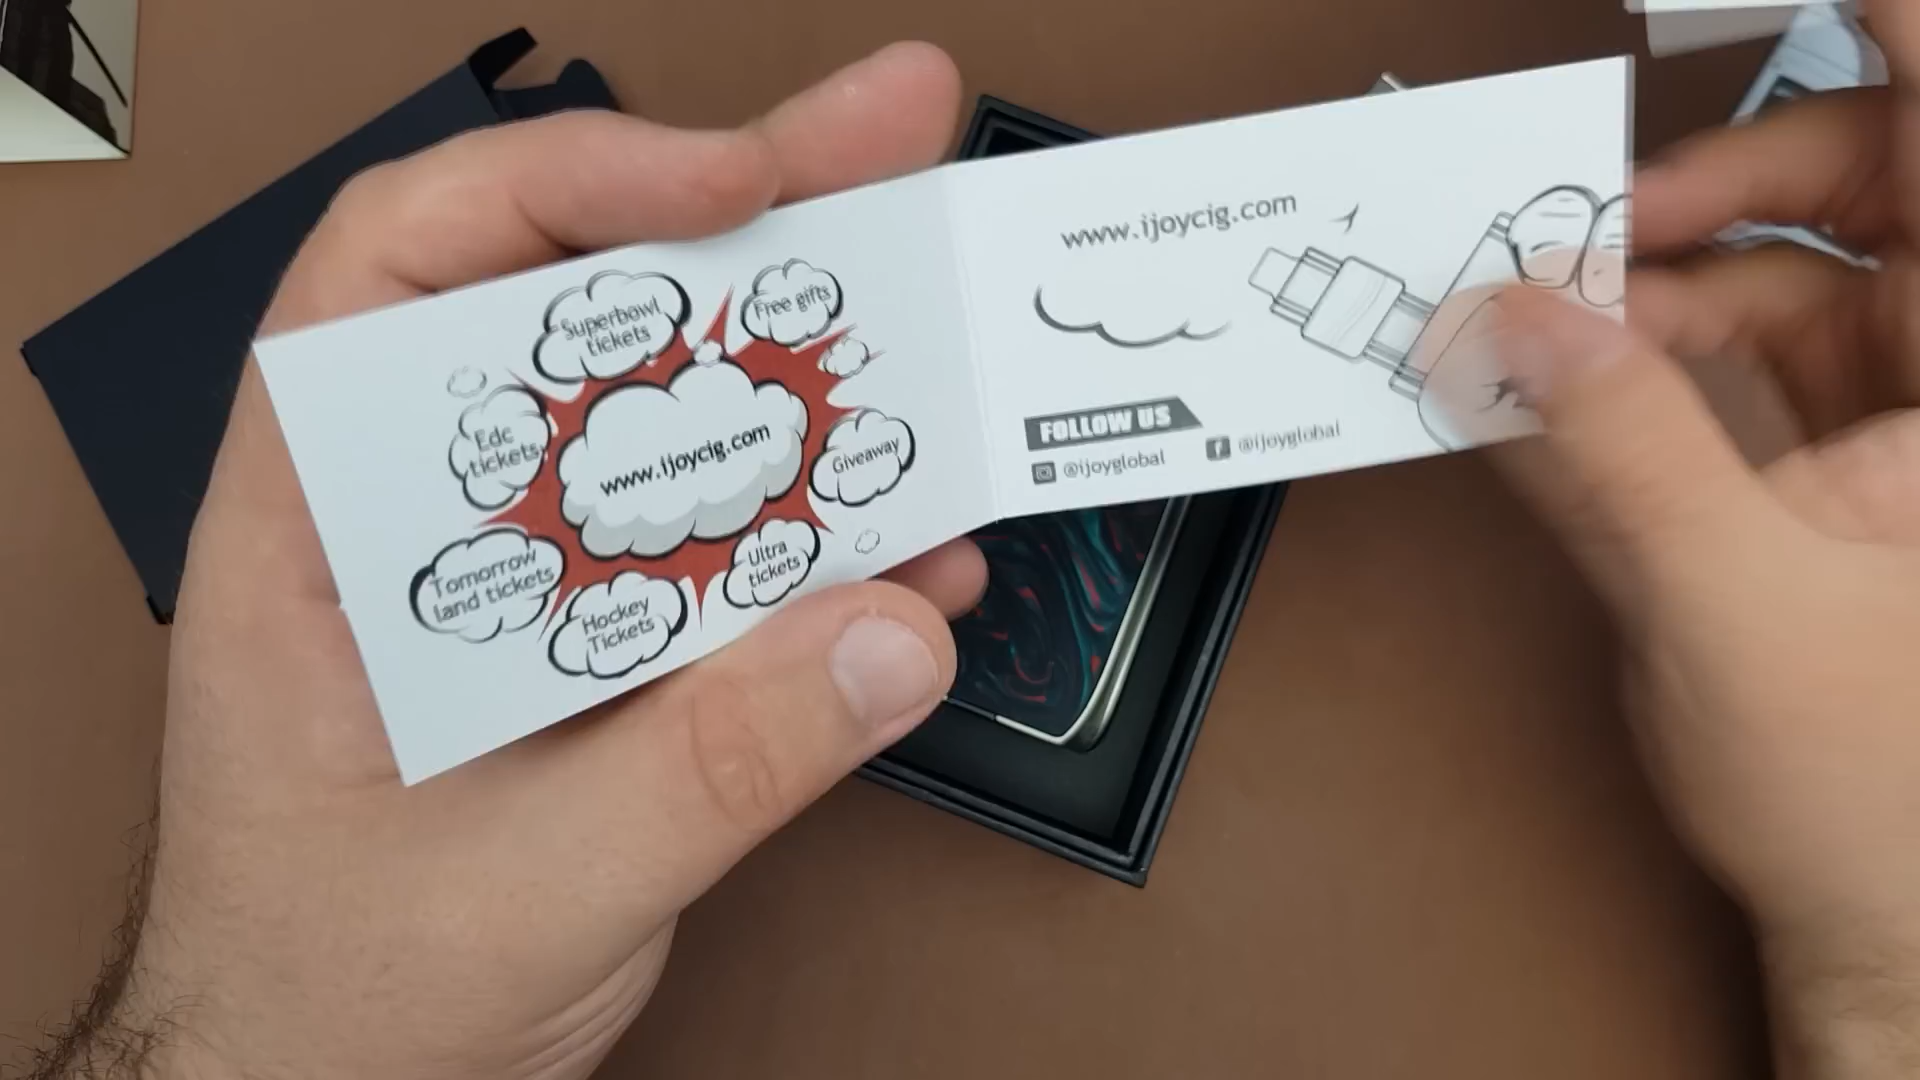 Superbowl
tickets
Free gifts
Edc
tickets
www.ijoycig.com
Giveaway
Tomorrow
land tickets
Hockey
Tickets
Ultra
tickets
www.ijoycig.com
FOLLOW US
@ijoyglobal
@ijoyglobal